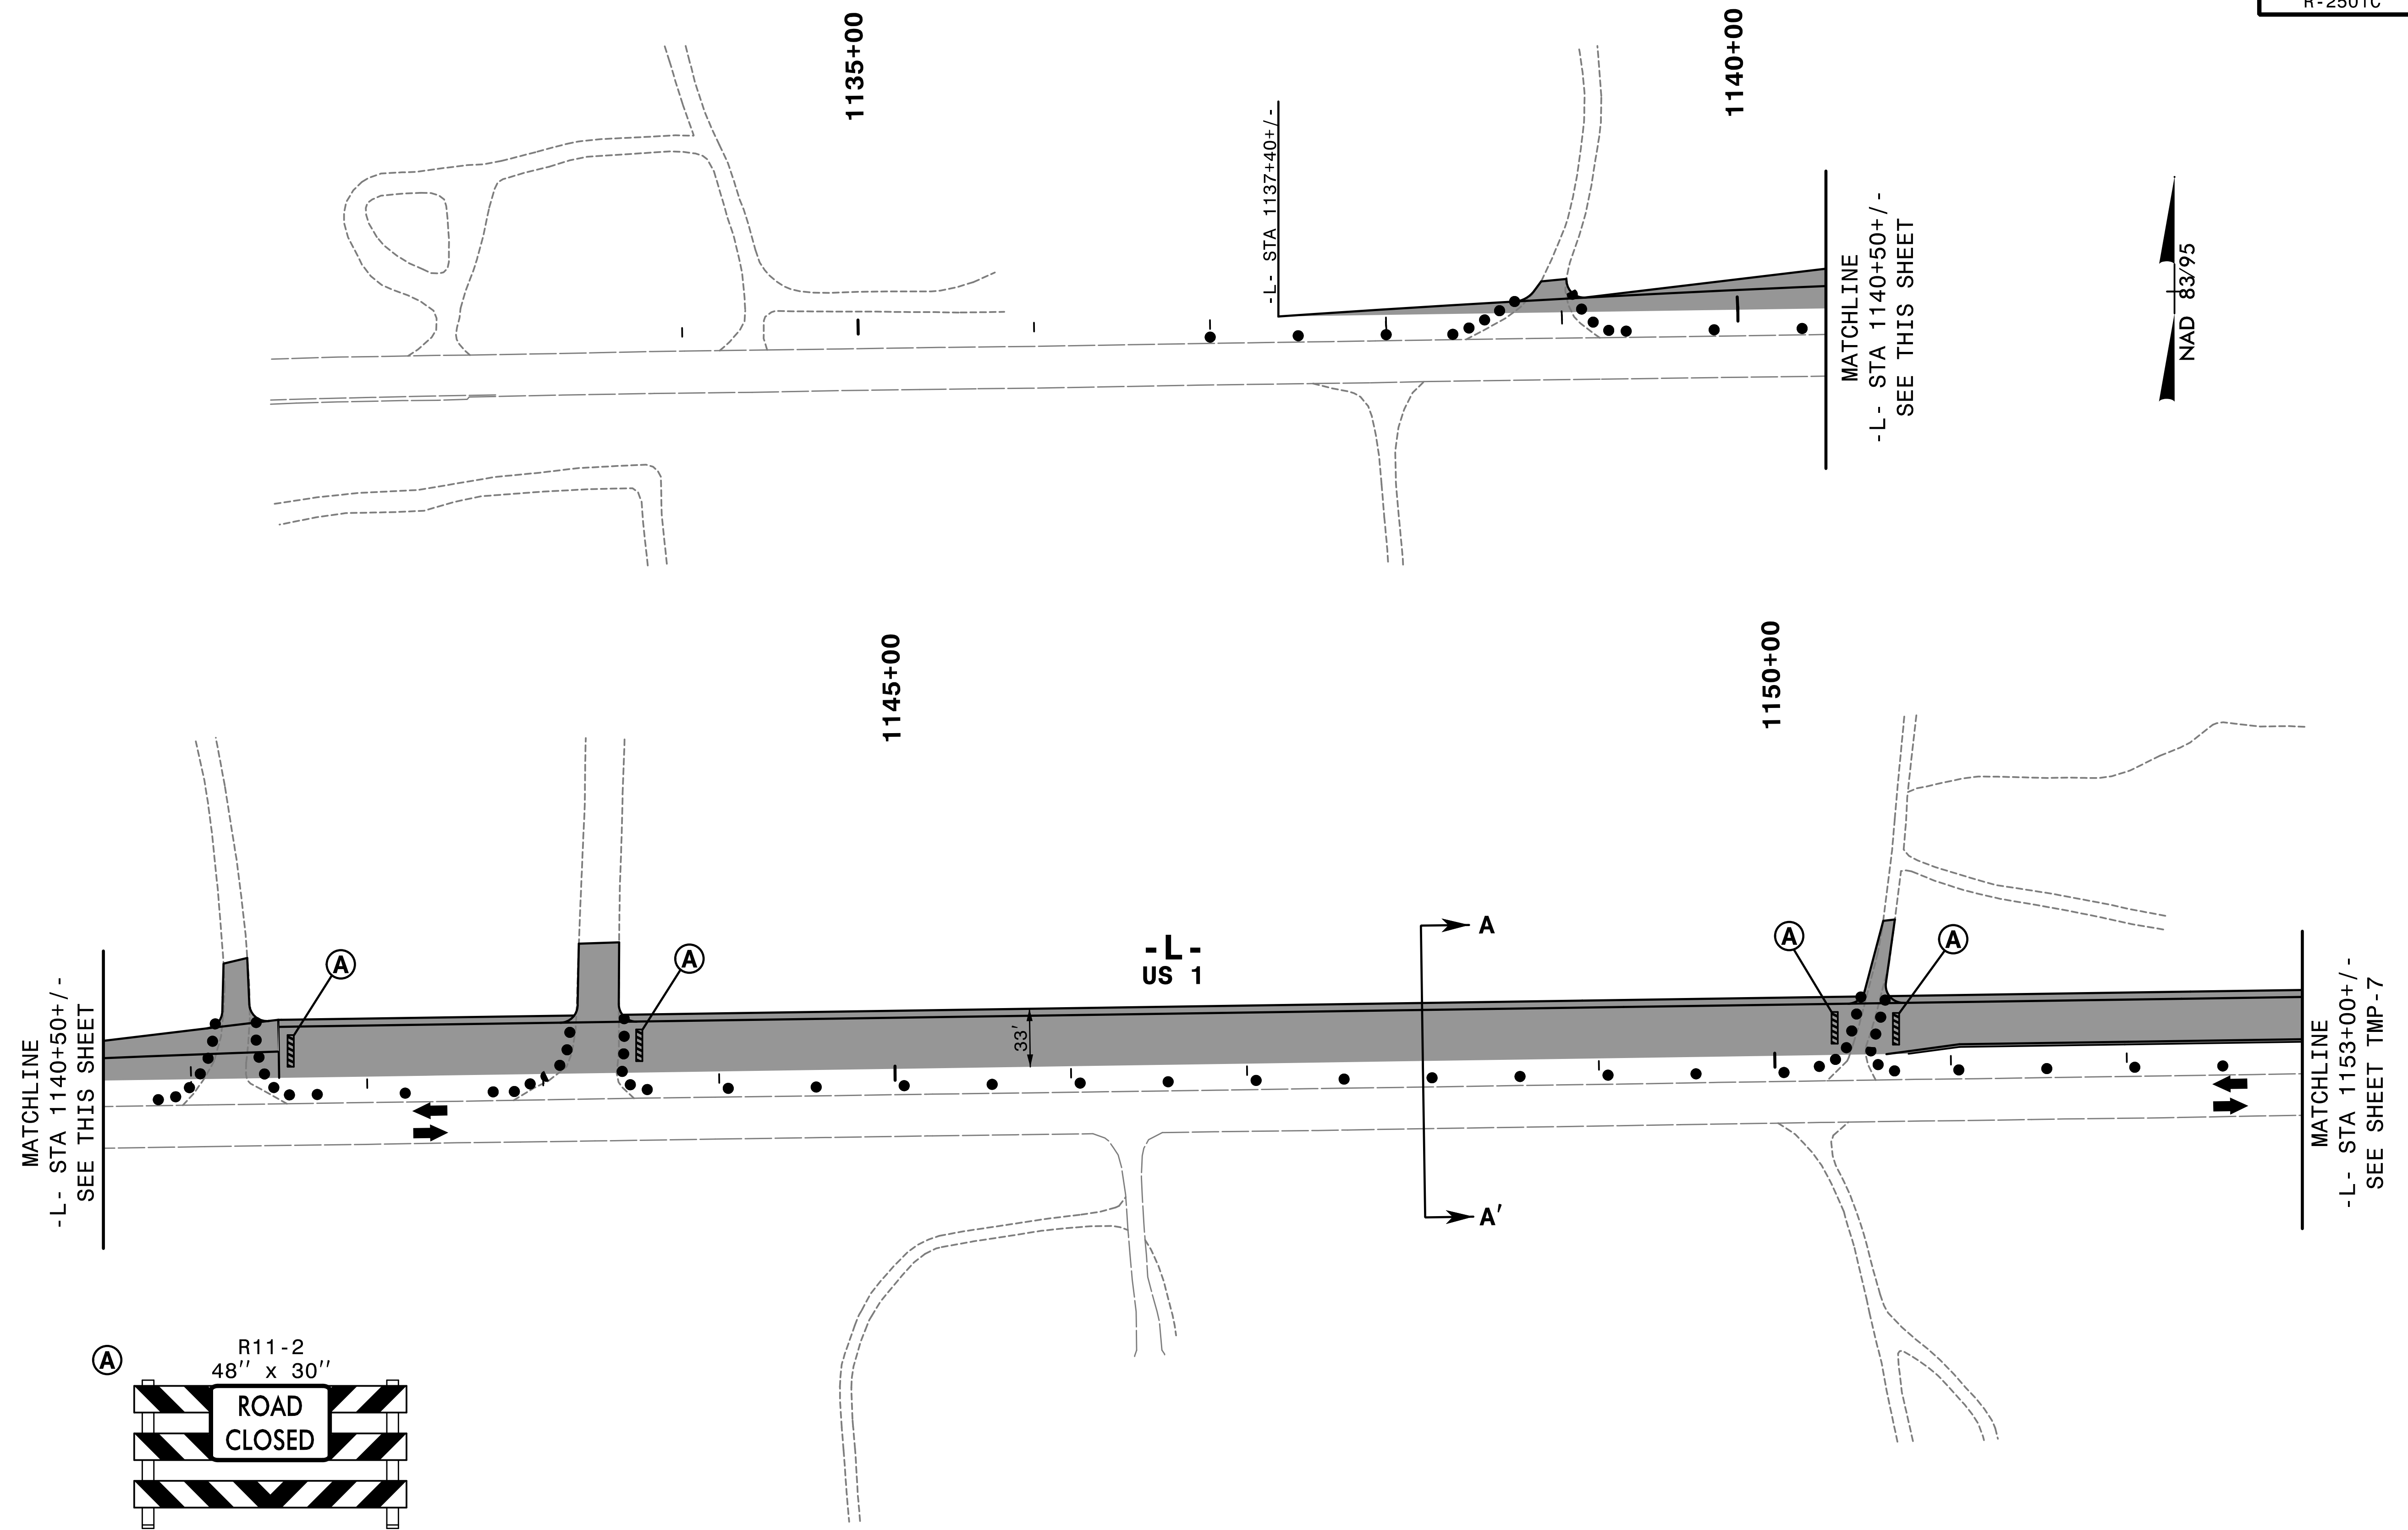 R-2501C
1135+00
1140+00
-L- STA 1137+40+/-
MATCHLINE
-L- STA 1140+50+/-
SEE THIS SHEET
NAD 83/95
1145+00
1150+00
A
A
-L-
US 1
A
A
A
33'
A'
MATCHLINE
-L- STA 1140+50+/-
SEE THIS SHEET
MATCHLINE
-L- STA 1153+00+/-
SEE SHEET TMP-7
A
R11-2
48'' x 30''
ROAD
CLOSED